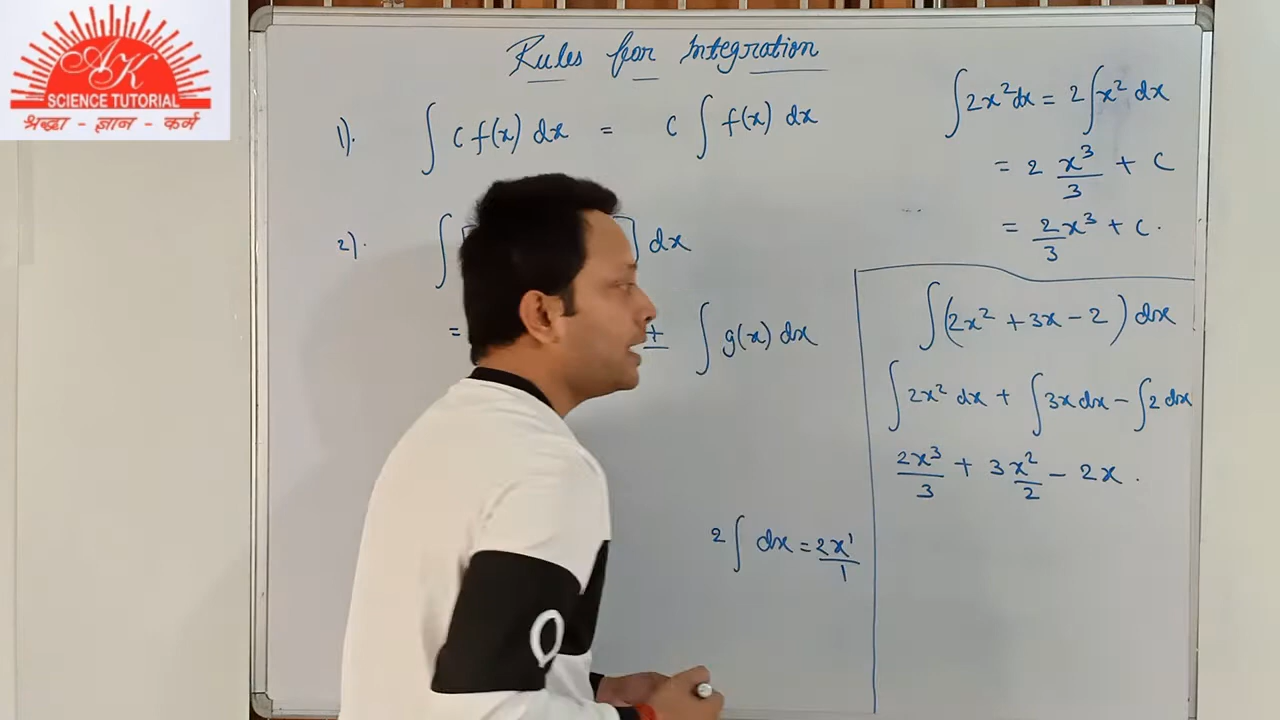 AK
SCIENCE TUTORIAL
श्रद्धा - ज्ञान - कर्म
Rules for Integration
1). ∫ c f(x) dx = c ∫ f(x) dx
2). ∫ [ ] dx
= ± ∫ g(x) dx
2 ∫ dx = 2x¹/1
∫ 2x² dx = 2 ∫ x² dx
= 2 x³/3 + c
= 2/3 x³ + c.
∫ (2x² + 3x - 2) dx
∫ 2x² dx + ∫ 3x dx - ∫ 2 dx
2x³/3 + 3 x²/2 - 2x .